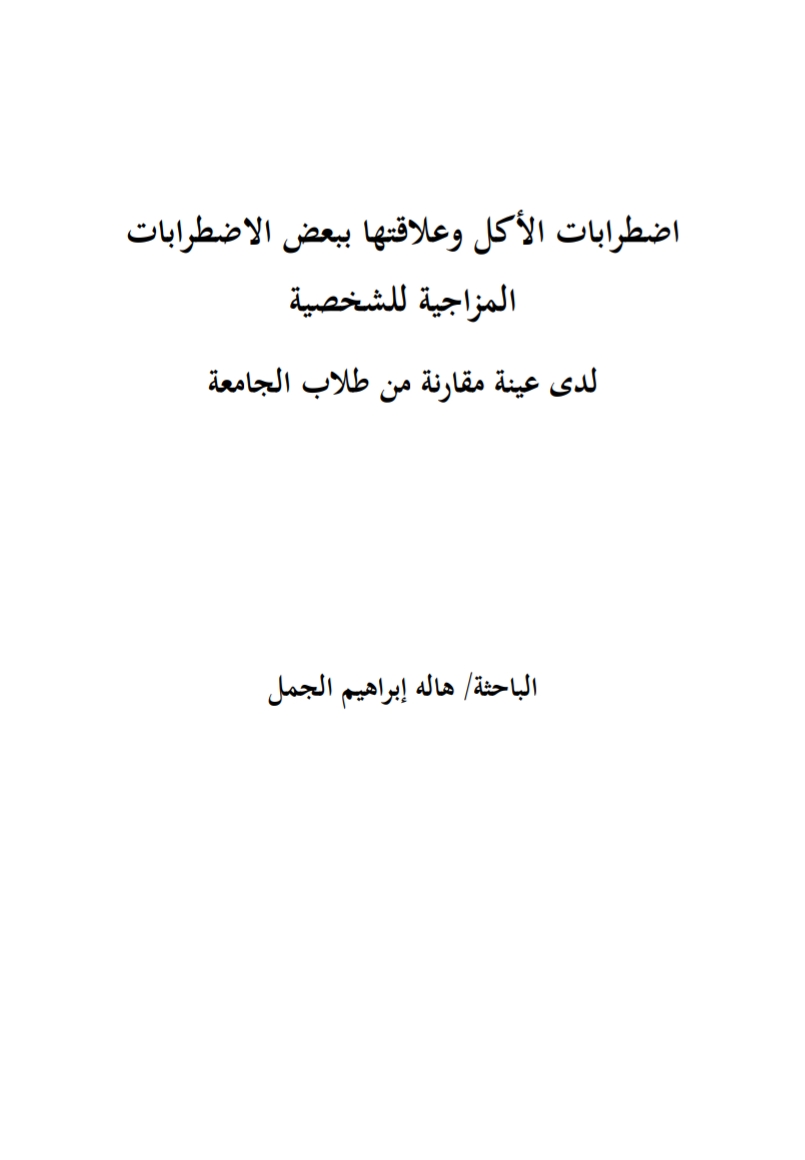 اضطرابات الأكل وعلاقتها ببعض الاضطرابات
المزاجية للشخصية
لدى عينة مقارنة من طلاب الجامعة
الباحثة/ هاله إبراهيم الجمل